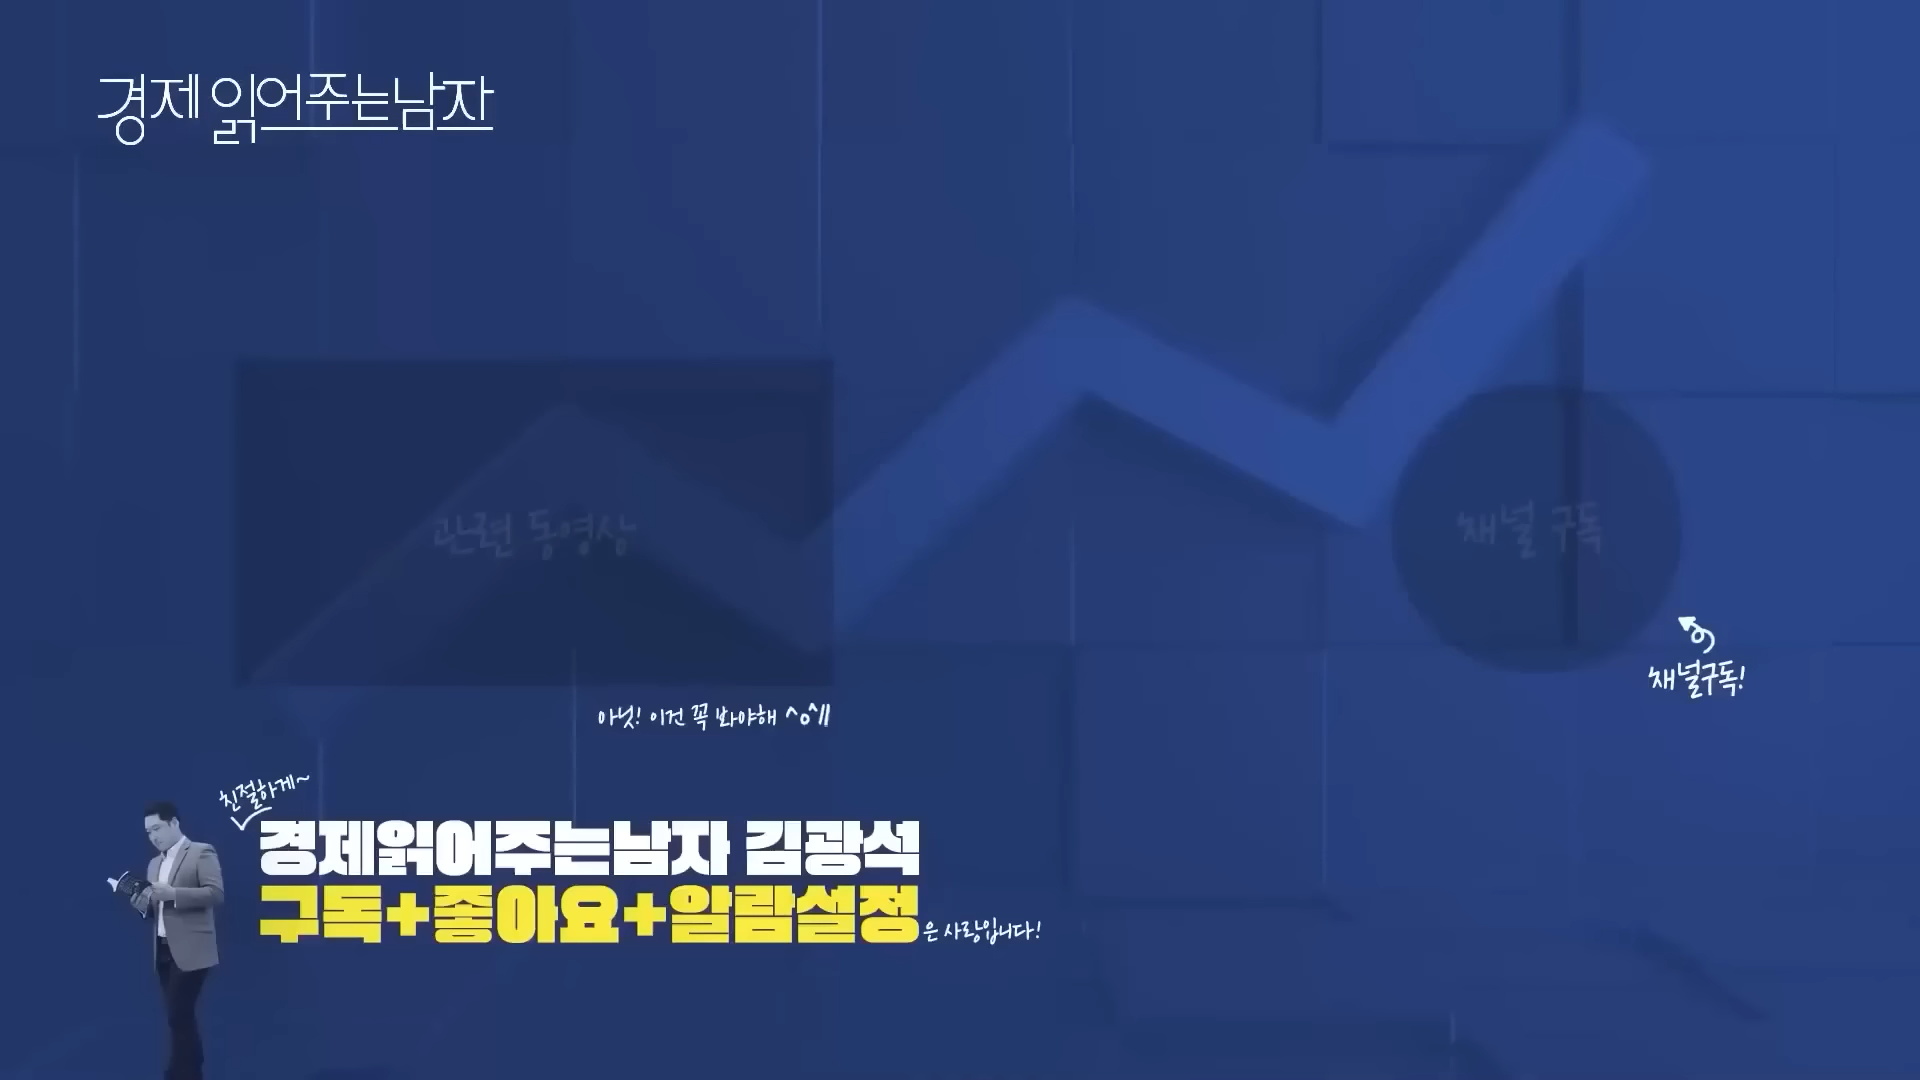 경제 읽어주는남자
관련 동영상
채널 구독
채널구독!
아닛! 이건 꼭 봐야해 ^o^//
친절하게~
경제읽어주는남자 김광석
구독+좋아요+알람설정은 사랑입니다!